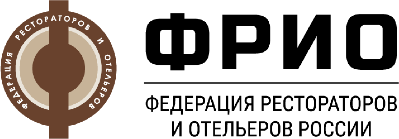 ФЕДЕРАЦИЯ РЕСТОРАТОРОВ И ОТЕЛЬЕРОВ
ФРИО
ФЕДЕРАЦИЯ РЕСТОРАТОРОВ
И ОТЕЛЬЕРОВ РОССИИ